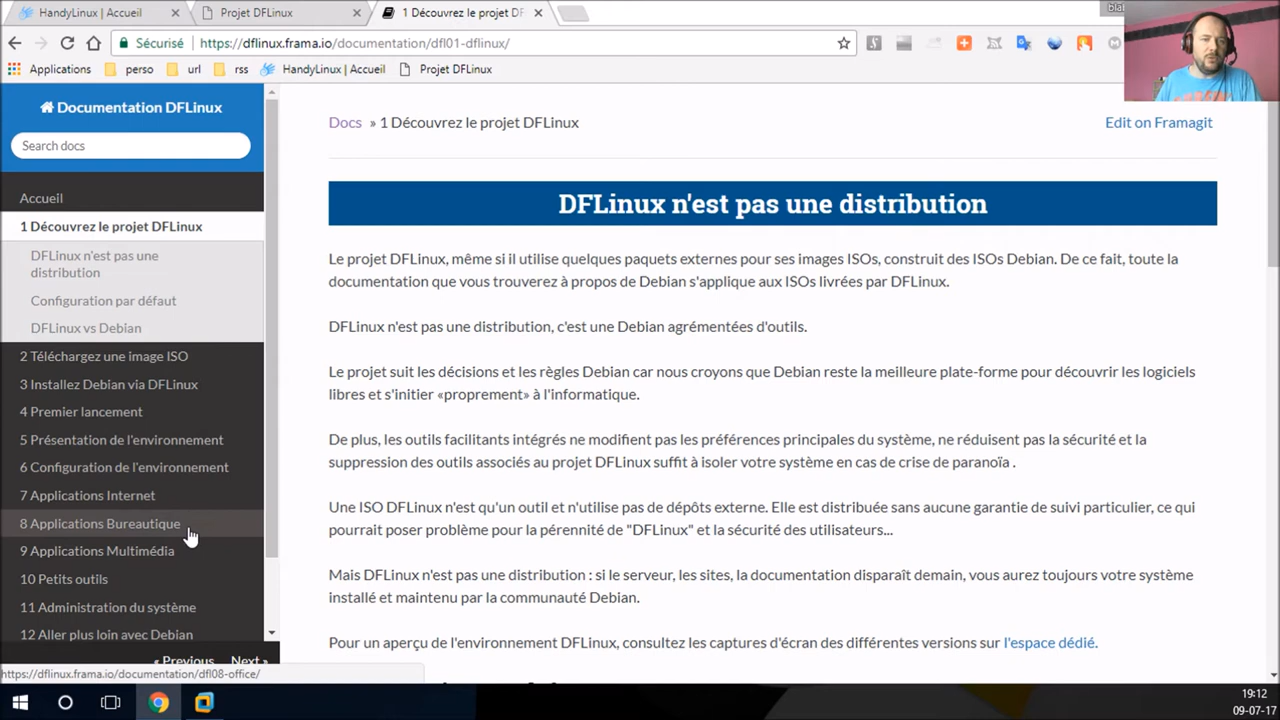 HandyLinux | Accueil
Projet DFLinux
1 Découvrez le projet DF
Sécurisé
https://dflinux.frama.io/documentation/dfl01-dflinux/
Applications
perso
url
rss
HandyLinux | Accueil
Projet DFLinux
Documentation DFLinux
Search docs
Accueil
1 Découvrez le projet DFLinux
DFLinux n'est pas une
distribution
Configuration par défaut
DFLinux vs Debian
2 Téléchargez une image ISO
3 Installez Debian via DFLinux
4 Premier lancement
5 Présentation de l'environnement
6 Configuration de l'environnement
7 Applications Internet
8 Applications Bureautique
9 Applications Multimédia
10 Petits outils
11 Administration du système
12 Aller plus loin avec Debian
« Previous Next »
https://dflinux.frama.io/documentation/dfl08-office/
Docs » 1 Découvrez le projet DFLinux
Edit on Framagit
DFLinux n'est pas une distribution
Le projet DFLinux, même si il utilise quelques paquets externes pour ses images ISOs, construit des ISOs Debian. De ce fait, toute la
documentation que vous trouverez à propos de Debian s'applique aux ISOs livrées par DFLinux.
DFLinux n'est pas une distribution, c'est une Debian agrémentées d'outils.
Le projet suit les décisions et les règles Debian car nous croyons que Debian reste la meilleure plate-forme pour découvrir les logiciels
libres et s'initier «proprement» à l'informatique.
De plus, les outils facilitants intégrés ne modifient pas les préférences principales du système, ne réduisent pas la sécurité et la
suppression des outils associés au projet DFLinux suffit à isoler votre système en cas de crise de paranoïa .
Une ISO DFLinux n'est qu'un outil et n'utilise pas de dépôts externe. Elle est distribuée sans aucune garantie de suivi particulier, ce qui
pourrait poser problème pour la pérennité de "DFLinux" et la sécurité des utilisateurs...
Mais DFLinux n'est pas une distribution : si le serveur, les sites, la documentation disparaît demain, vous aurez toujours votre système
installé et maintenu par la communauté Debian.
Pour un aperçu de l'environnement DFLinux, consultez les captures d'écran des différentes versions sur l'espace dédié.
19:12
09-07-17